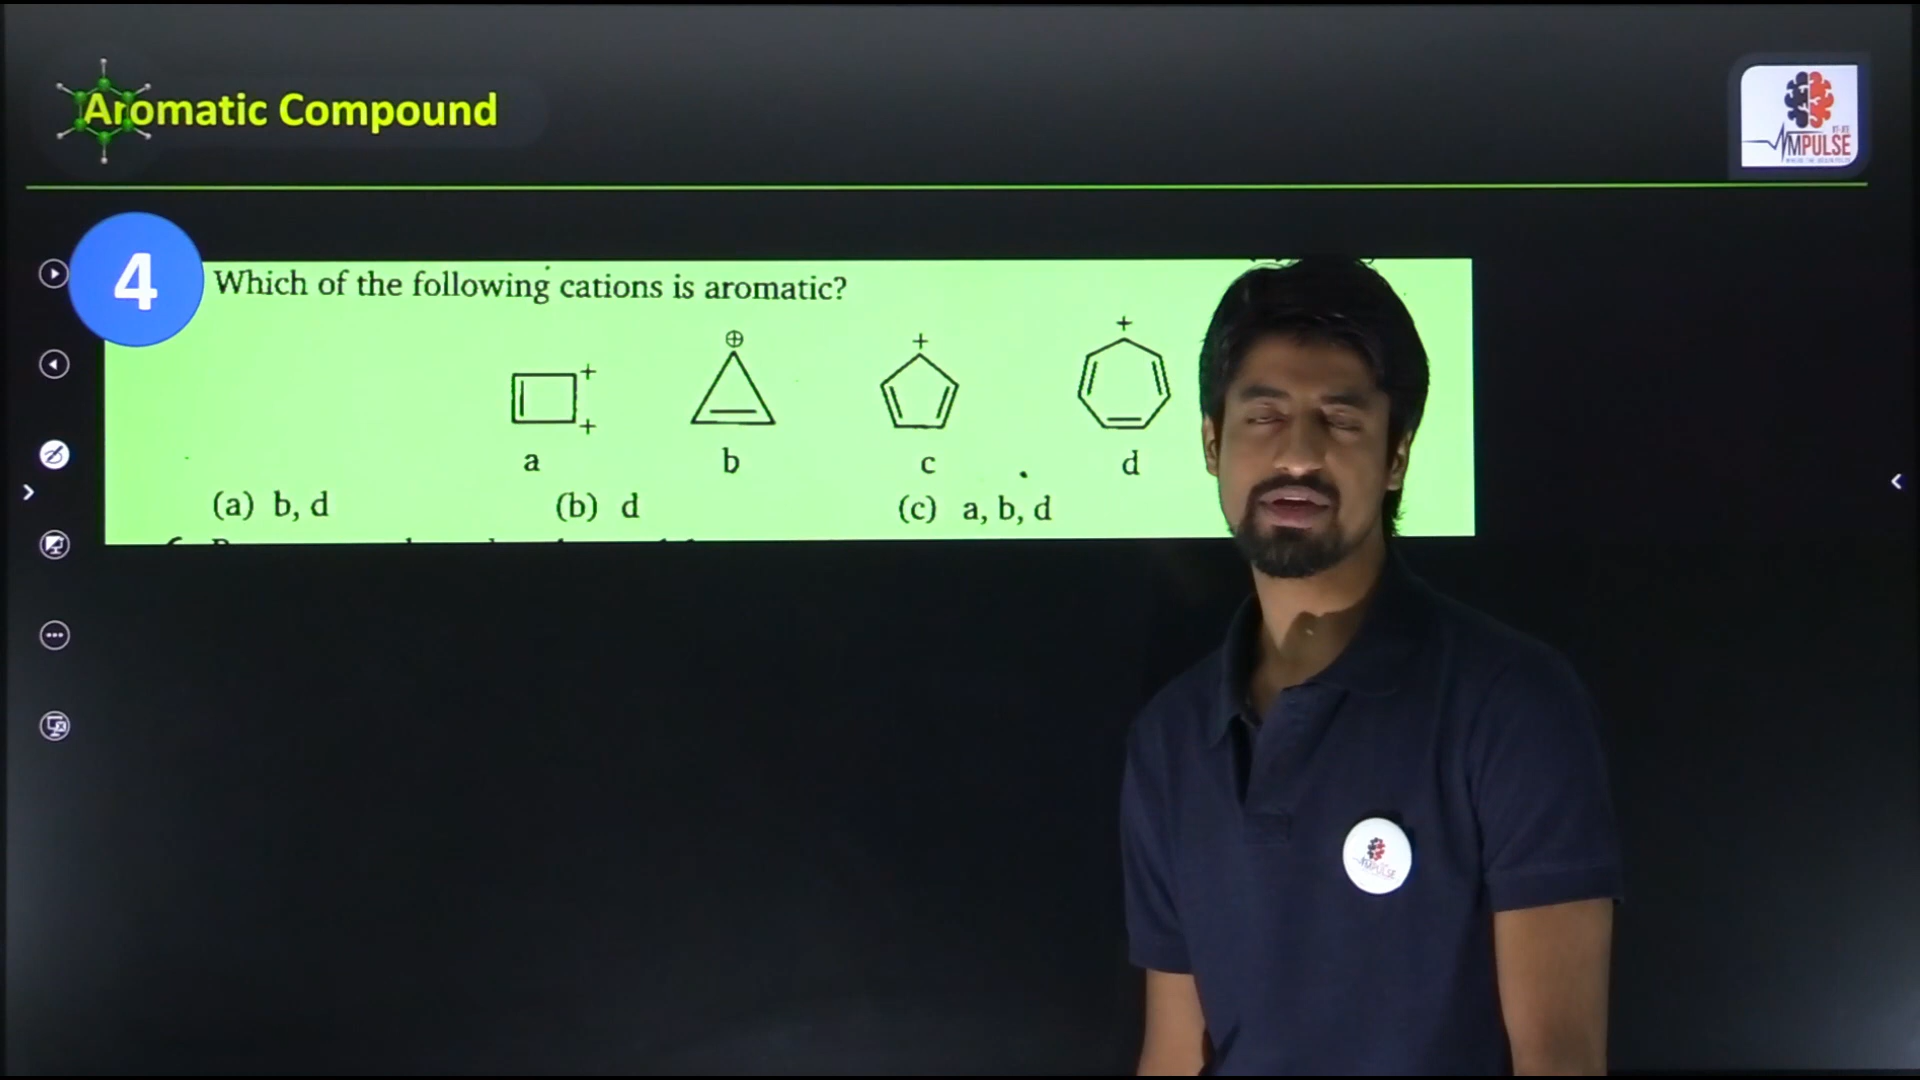 Aromatic Compound
MPULSE
4
Which of the following cations is aromatic?
+
⊕
+
+
+
a
b
c
d
(a) b, d
(b) d
(c) a, b, d